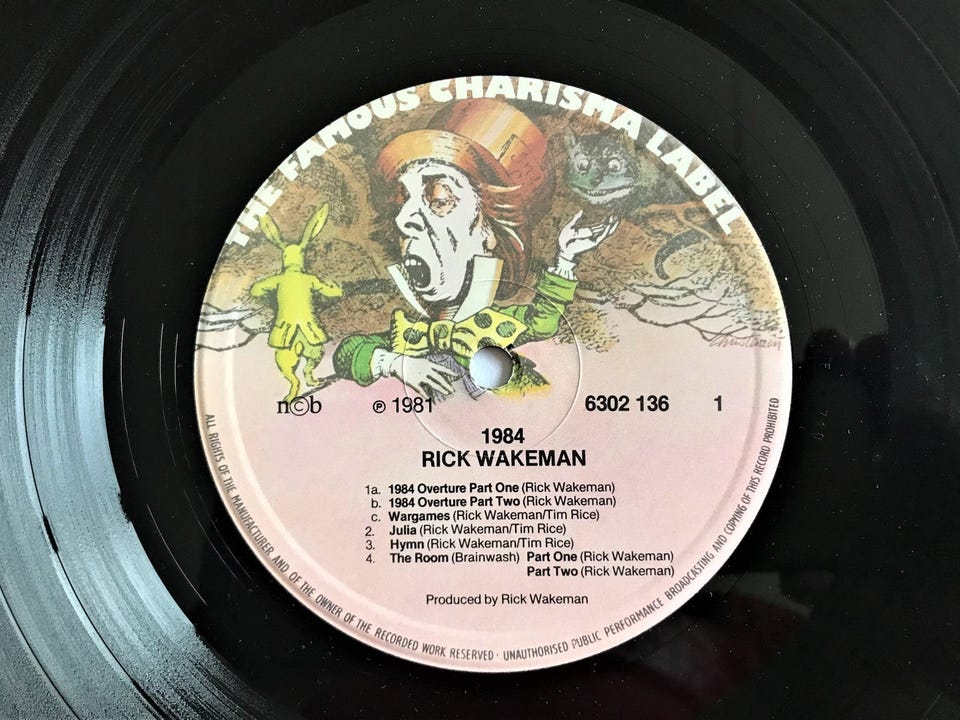 THE FAMOUS CHARISMA LABEL
Christensen
n©b ℗ 1981 6302 136 1
1984
RICK WAKEMAN
1a. 1984 Overture Part One (Rick Wakeman)
b. 1984 Overture Part Two (Rick Wakeman)
c. Wargames (Rick Wakeman/Tim Rice)
2. Julia (Rick Wakeman/Tim Rice)
3. Hymn (Rick Wakeman/Tim Rice)
4. The Room (Brainwash) Part One (Rick Wakeman)
Part Two (Rick Wakeman)
Produced by Rick Wakeman
ALL RIGHTS OF THE MANUFACTURER AND OF THE OWNER OF THE RECORDED WORK RESERVED · UNAUTHORISED PUBLIC PERFORMANCE BROADCASTING AND COPYING OF THIS RECORD PROHIBITED